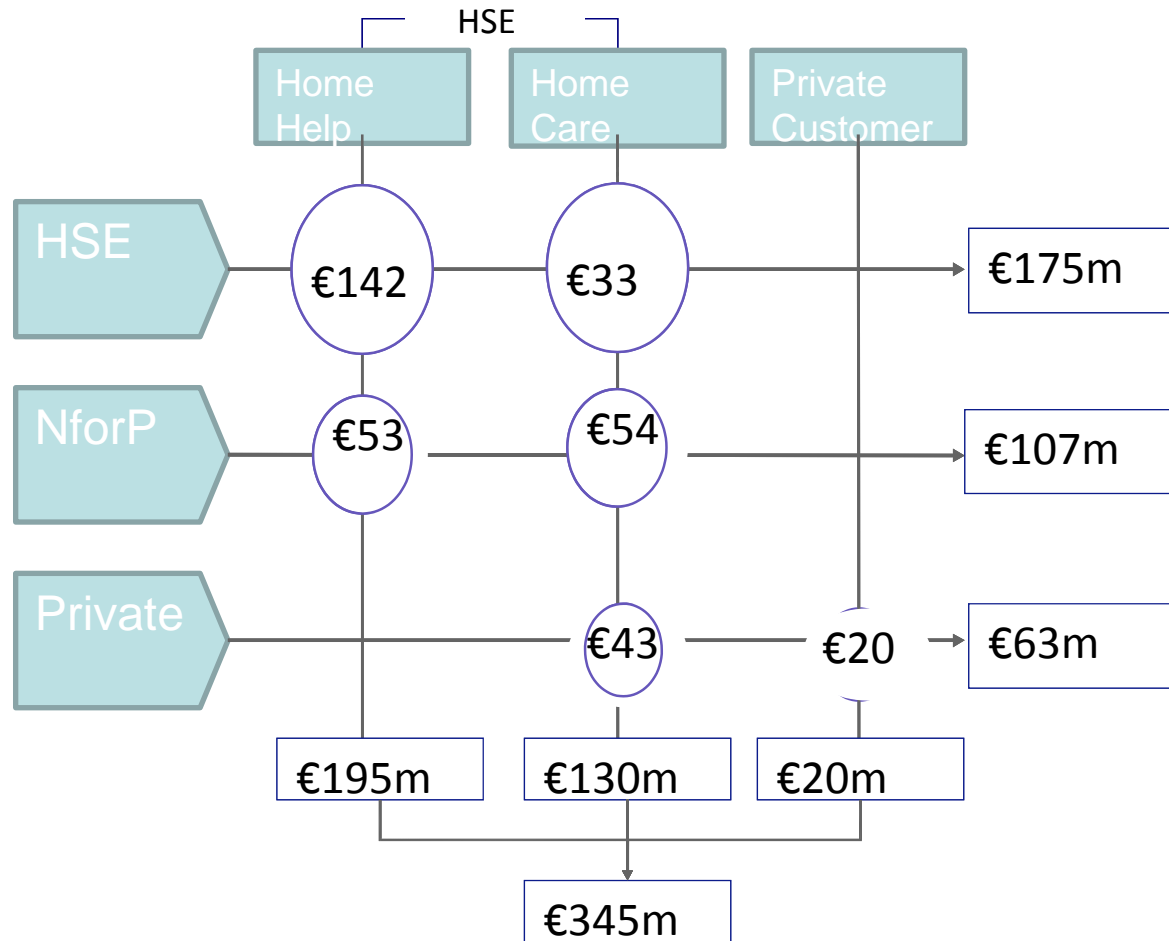 HSE
Home
Help
Home
Care
Private
Customer
HSE
€142
€33
€175m
NforP
€53
€54
€107m
Private
€43
€20
€63m
€195m
€130m
€20m
€345m